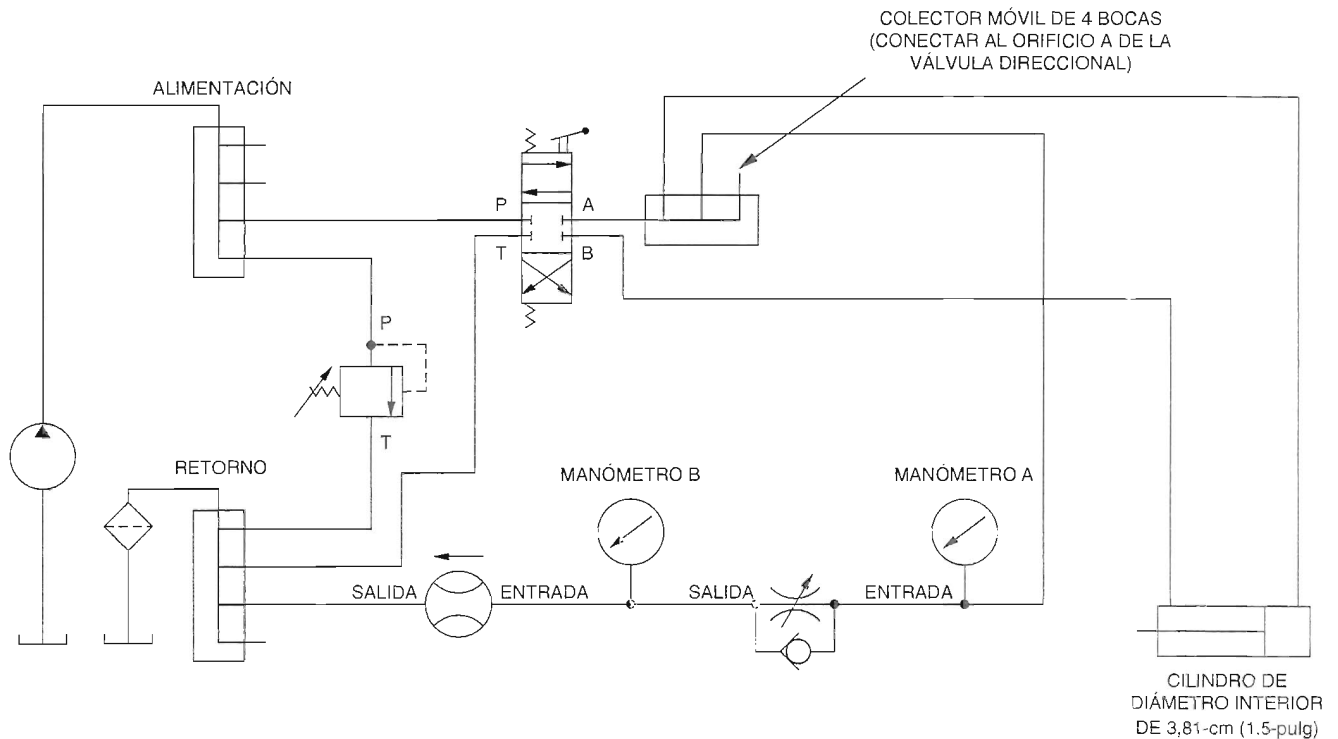 COLECTOR MÓVIL DE 4 BOCAS
(CONECTAR AL ORIFICIO A DE LA
VÁLVULA DIRECCIONAL)
ALIMENTACIÓN
P
A
T
B
P
T
RETORNO
MANÓMETRO B
MANÓMETRO A
SALIDA
ENTRADA
SALIDA
ENTRADA
CILINDRO DE
DIÁMETRO INTERIOR
DE 3,81-cm (1.5-pulg)